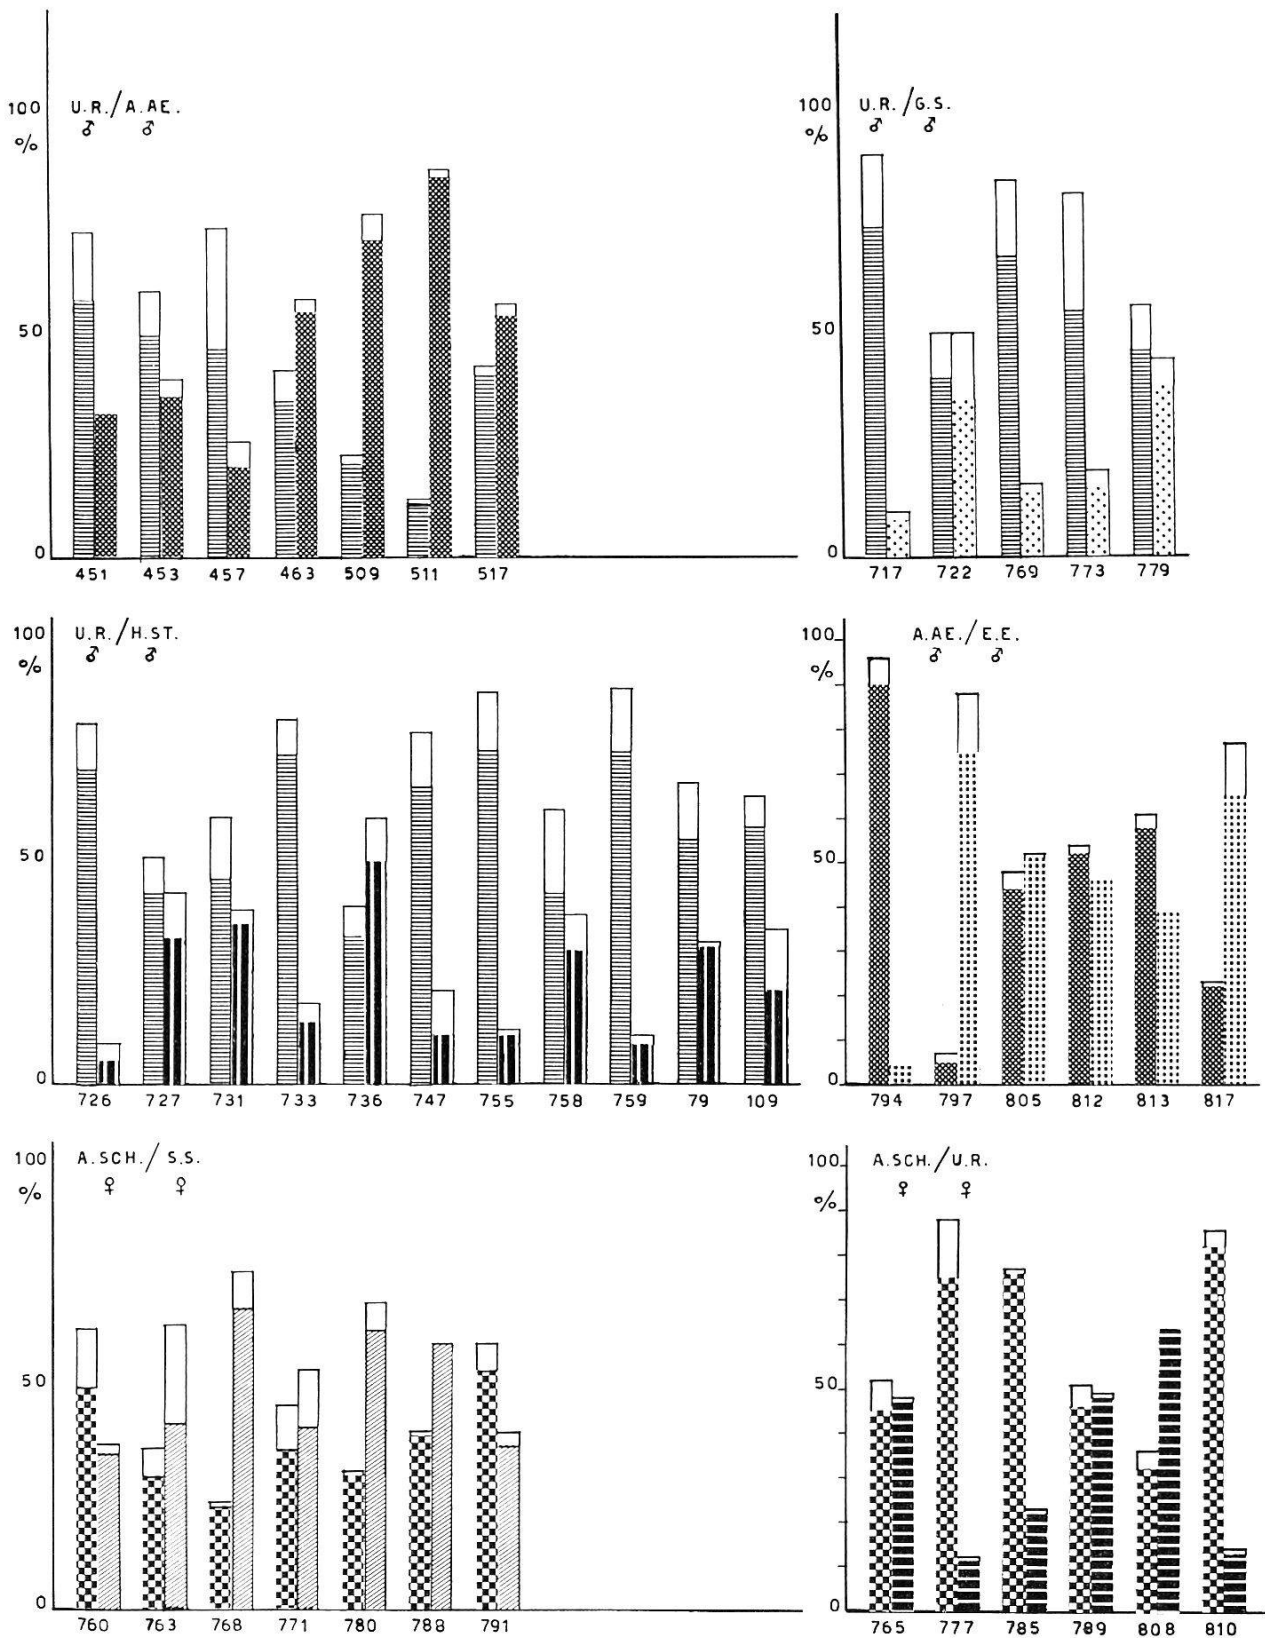 100
%
50
0
U.R./A.AE.
♂ ♂
451 453 457 463 509 511 517
100
%
50
0
U.R./G.S.
♂ ♂
717 722 769 773 779
100
%
50
0
U.R./H.ST.
♂ ♂
726 727 731 733 736 747 755 758 759 79 109
100
%
50
0
A.AE./E.E.
♂ ♂
794 797 805 812 813 817
100
%
50
0
A.SCH./S.S.
♀ ♀
760 763 768 771 780 788 791
100
%
50
0
A.SCH./U.R.
♀ ♀
765 777 785 789 808 810